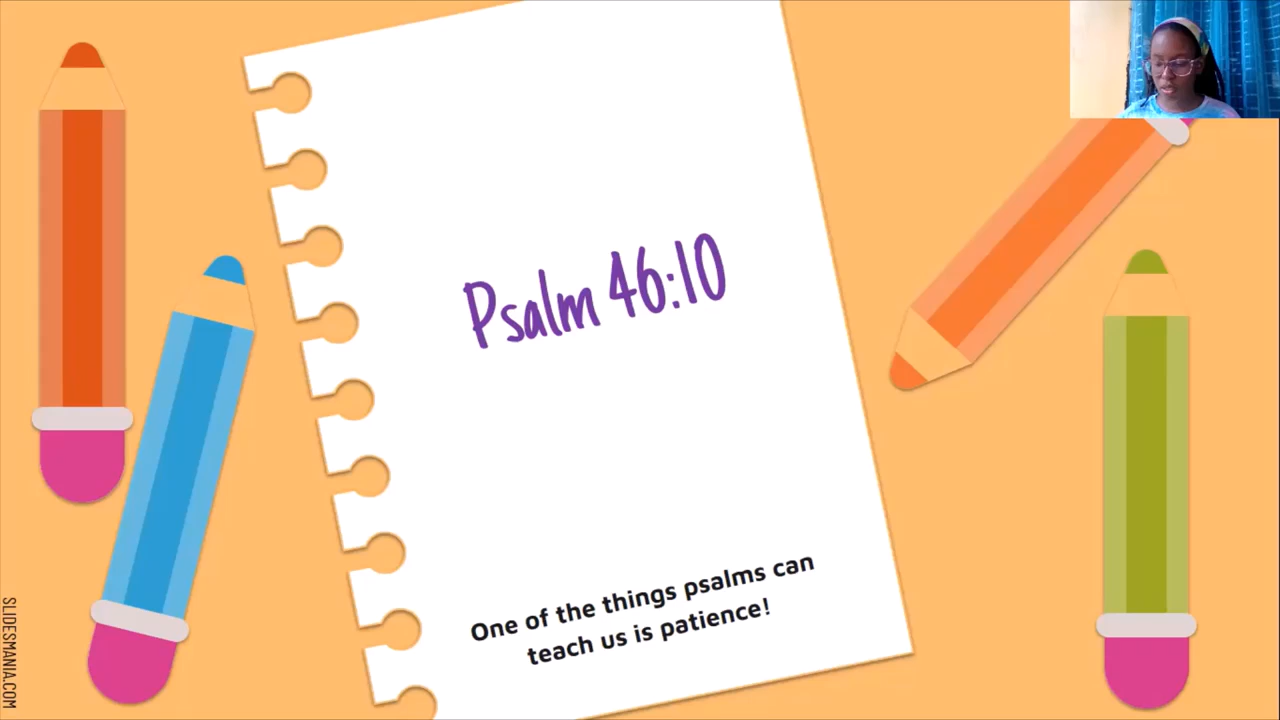 Psalm 46:10
One of the things psalms can
teach us is patience!
SLIDESMANIA.COM